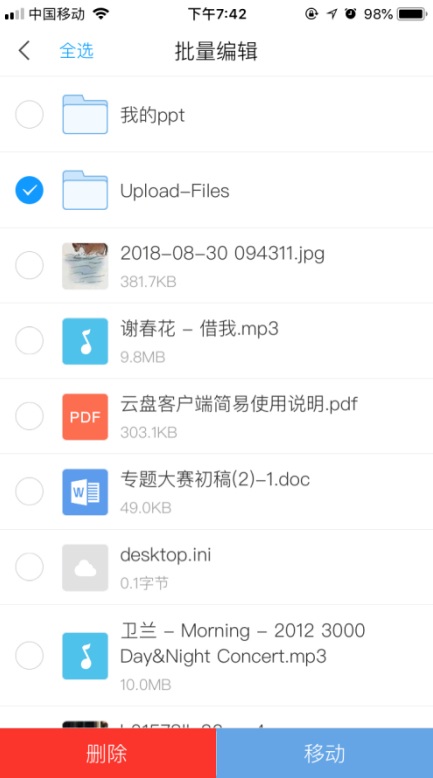 中国移动 下午7:42 98%
全选 批量编辑
我的ppt
Upload-Files
2018-08-30 094311.jpg
381.7KB
谢春花 - 借我.mp3
9.8MB
PDF 云盘客户端简易使用说明.pdf
303.1KB
W 专题大赛初稿(2)-1.doc
49.0KB
desktop.ini
0.1字节
卫兰 - Morning - 2012 3000
Day&Night Concert.mp3
10.0MB
删除 移动